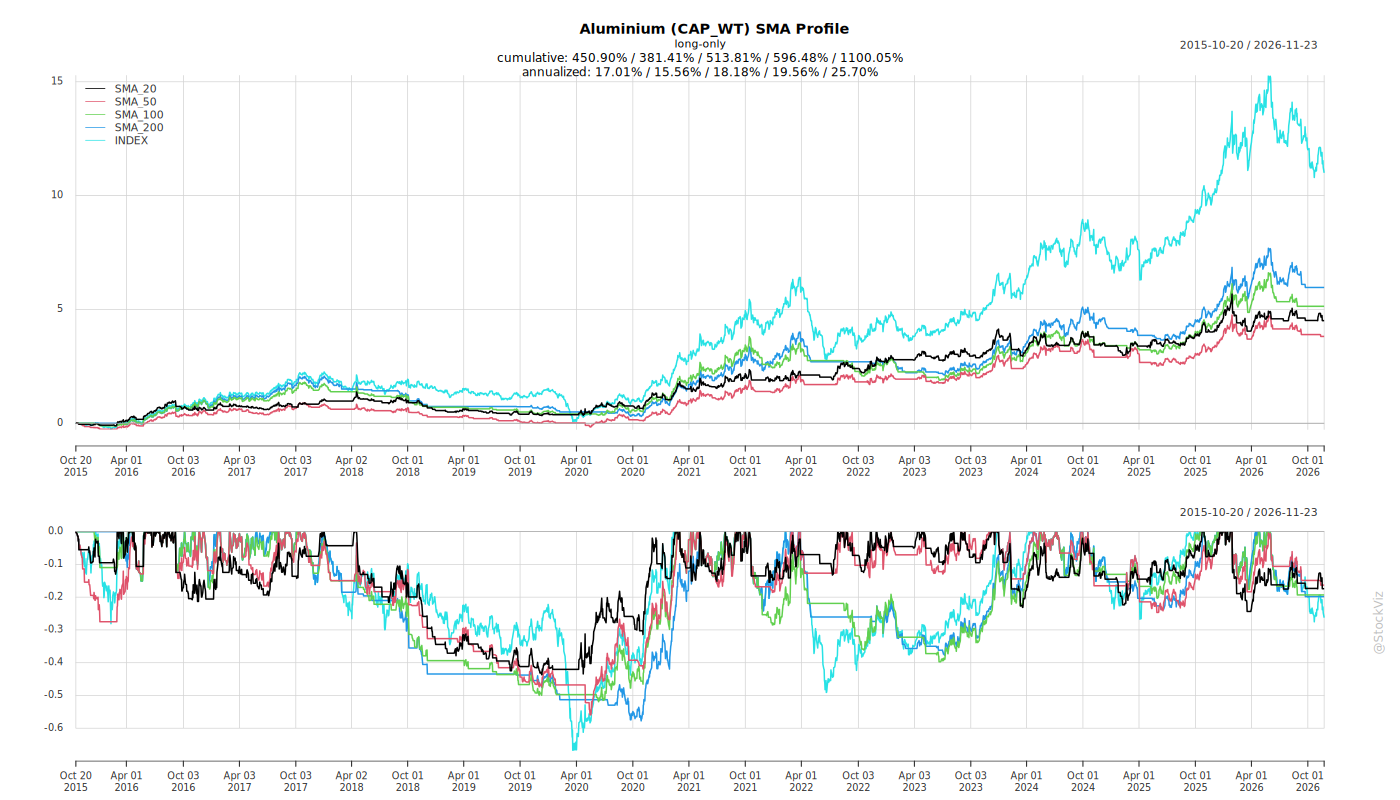 Aluminium (CAP_WT) SMA Profile
long-only
cumulative: 450.90% / 381.41% / 513.81% / 596.48% / 1100.05%
annualized: 17.01% / 15.56% / 18.18% / 19.56% / 25.70%
2015-10-20 / 2026-11-23
SMA_20
SMA_50
SMA_100
SMA_200
INDEX
15
10
5
0
Oct 20 Apr 01 Oct 03 Apr 03 Oct 03 Apr 02 Oct 01 Apr 01 Oct 01 Apr 01 Oct 01 Apr 01 Oct 01 Apr 01 Oct 03 Apr 03 Oct 03 Apr 01 Oct 01 Apr 01 Oct 01 Apr 01 Oct 01
2015 2016 2016 2017 2017 2018 2018 2019 2019 2020 2020 2021 2021 2022 2022 2023 2023 2024 2024 2025 2025 2026 2026
2015-10-20 / 2026-11-23
0.0
-0.1
-0.2
-0.3
-0.4
-0.5
-0.6
Oct 20 Apr 01 Oct 03 Apr 03 Oct 03 Apr 02 Oct 01 Apr 01 Oct 01 Apr 01 Oct 01 Apr 01 Oct 01 Apr 01 Oct 03 Apr 03 Oct 03 Apr 01 Oct 01 Apr 01 Oct 01 Apr 01 Oct 01
2015 2016 2016 2017 2017 2018 2018 2019 2019 2020 2020 2021 2021 2022 2022 2023 2023 2024 2024 2025 2025 2026 2026
@StockViz